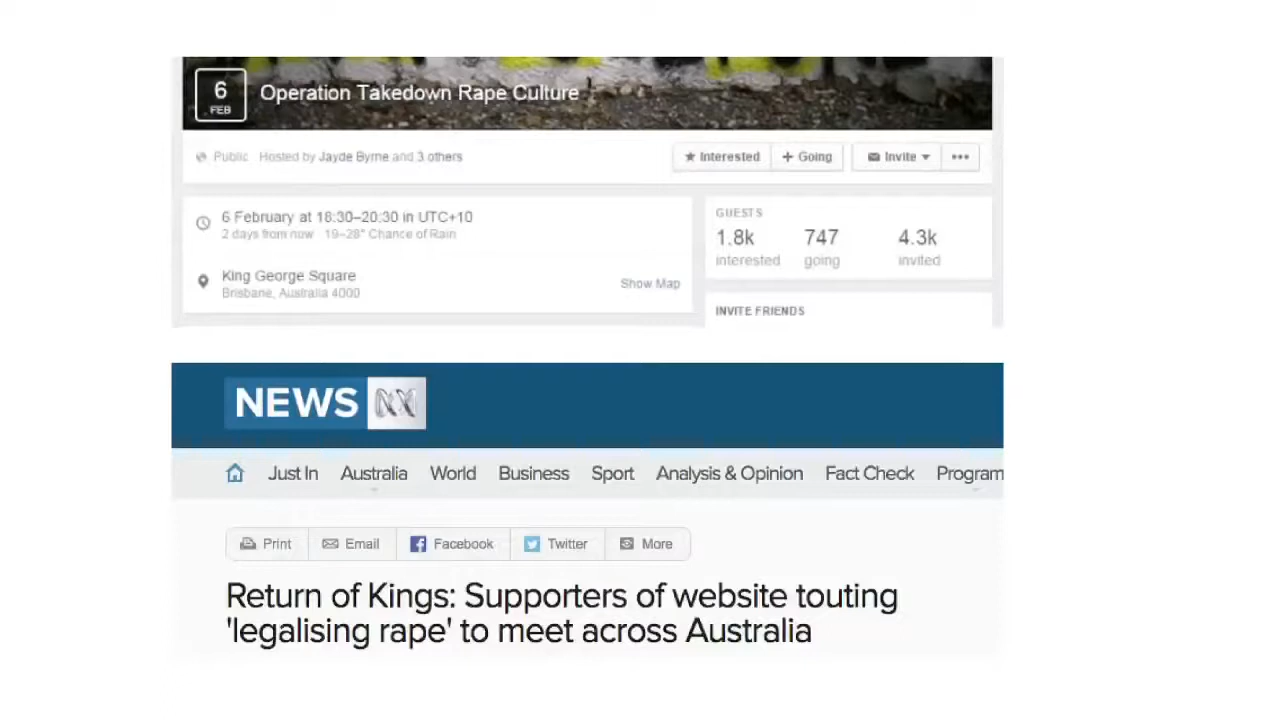 6
FEB
Operation Takedown Rape Culture
Public · Hosted by Jayde Byrne and 3 others
★ Interested
+ Going
Invite
•••
6 February at 18:30–20:30 in UTC+10
2 days from now · 19–28° Chance of Rain
King George Square
Brisbane, Australia 4000
Show Map
GUESTS
1.8k 747 4.3k
interested going invited
INVITE FRIENDS
NEWS
Just In Australia World Business Sport Analysis & Opinion Fact Check Program
Print Email Facebook Twitter More
Return of Kings: Supporters of website touting
'legalising rape' to meet across Australia